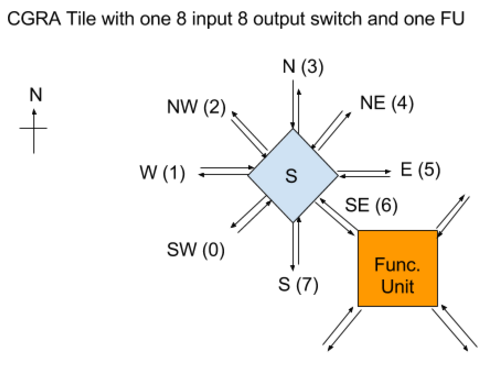 CGRA Tile with one 8 input 8 output switch and one FU
N (3)
N
NW (2)
NE (4)
W (1)
S
E (5)
SE (6)
SW (0)
S (7)
Func.
Unit